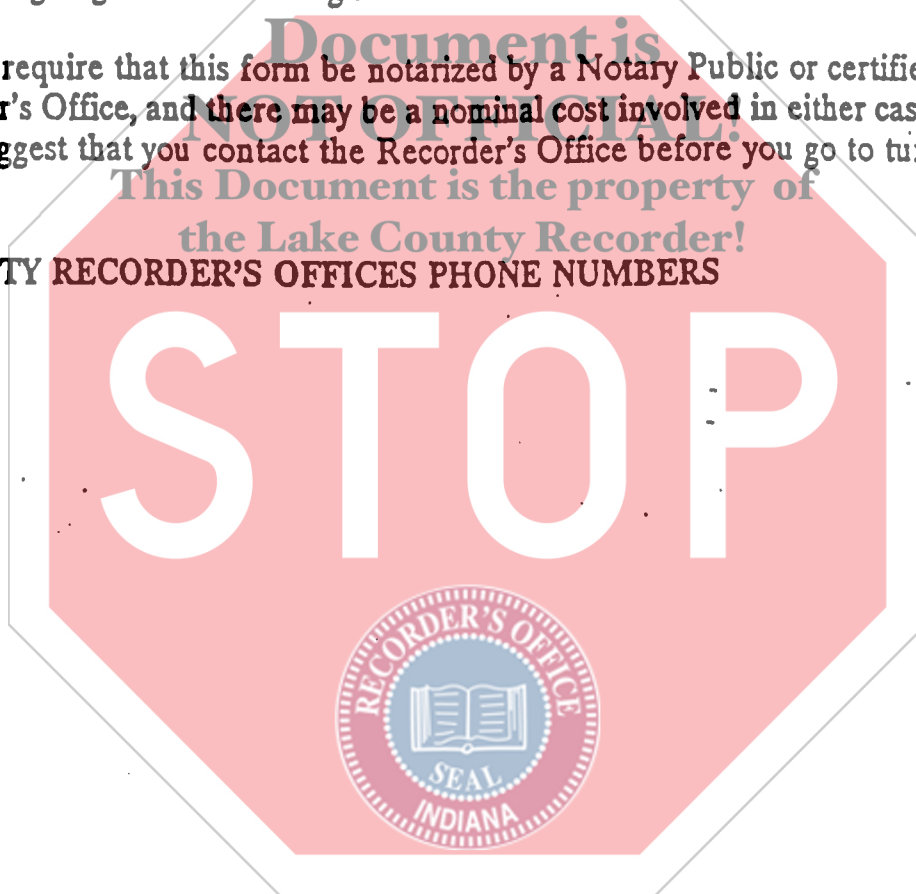 Document is
require that this form be notarized by a Notary Public or certifie
r's Office, and there may be a nominal cost involved in either cas
NOT OFFICIAL!
ggest that you contact the Recorder's Office before you go to tu
This Document is the property of
the Lake County Recorder!
TY RECORDER'S OFFICES PHONE NUMBERS
STOP
RECORDER'S OFFICE
SEAL
INDIANA